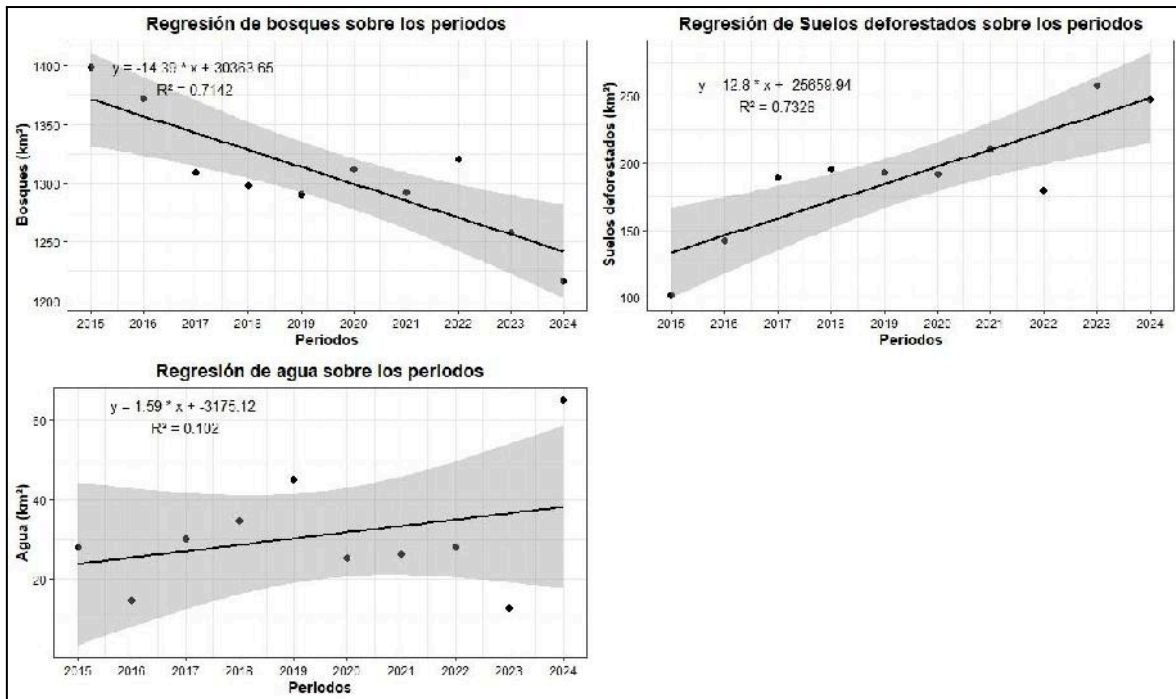 Regresión de bosques sobre los periodos
y = -14.39 * x + 30363.65
R² = 0.7142
Bosques (km²)
1400
1350
1300
1250
1200
2015 2016 2017 2018 2019 2020 2021 2022 2023 2024
Periodos
Regresión de Suelos deforestados sobre los periodos
y 12.8 * x + 25659.94
R² = 0.7326
Suelos deforestados (km²)
250
200
150
100
2015 2016 2017 2018 2019 2020 2021 2022 2023 2024
Periodos
Regresión de agua sobre los periodos
y = 1.59 * x + -3175.12
R² = 0.102
Agua (km²)
60
40
20
2015 2016 2017 2018 2019 2020 2021 2022 2023 2024
Periodos